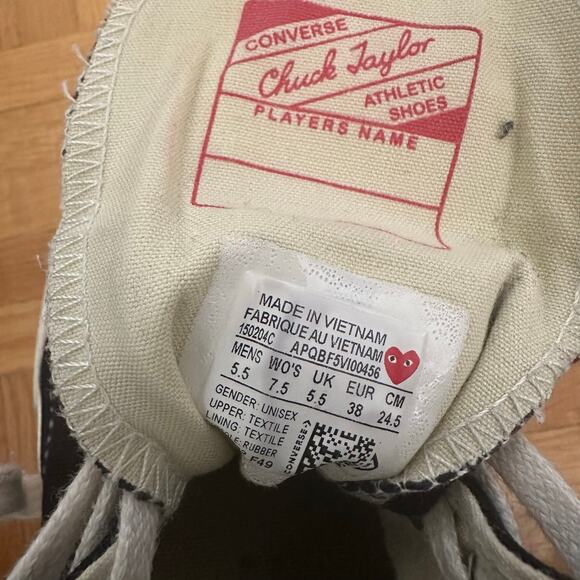 CONVERSE
Chuck Taylor
ATHLETIC
SHOES
PLAYERS NAME
MADE IN VIETNAM
FABRIQUE AU VIETNAM
150204C APQBF5VI00456
MENS WO'S UK EUR CM
5.5 7.5 5.5 38 24.5
GENDER: UNISEX
UPPER: TEXTILE
LINING: TEXTILE
RUBBER
F49
CONVERSE